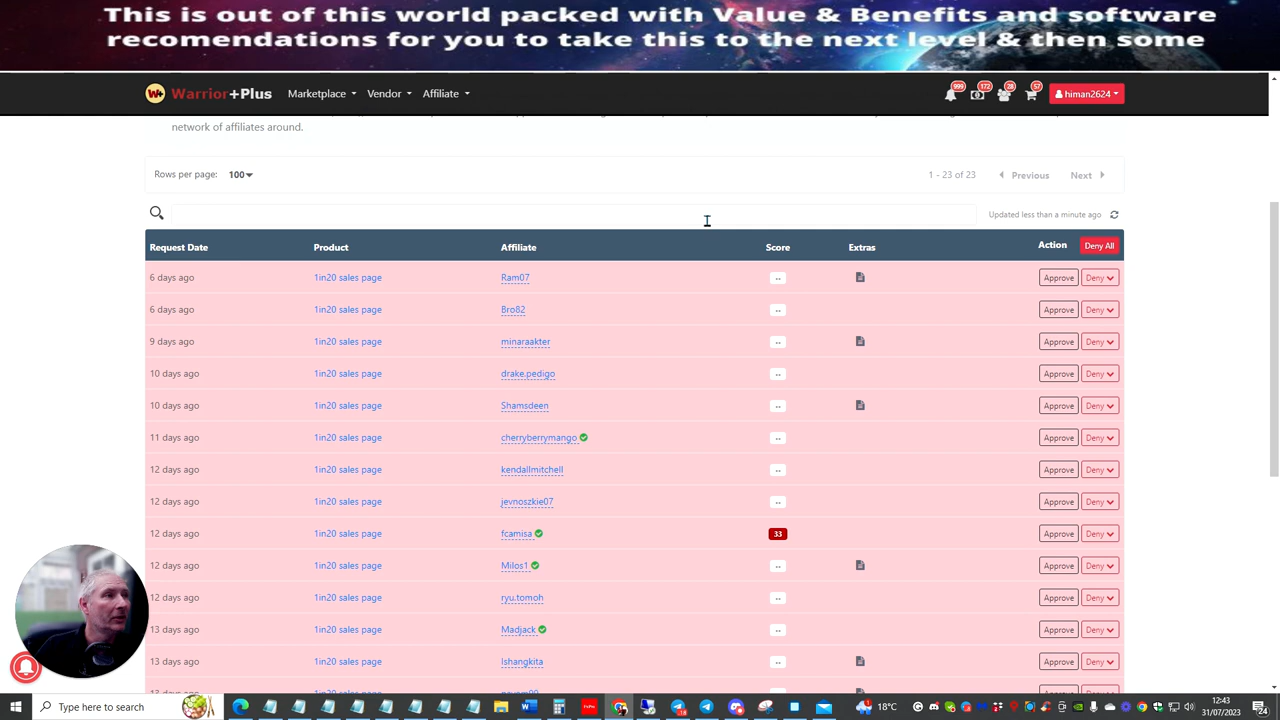 This is out of this world packed with Value & Benefits and software
recomendations for you to take this to the next level & then some
Warrior+Plus Marketplace Vendor Affiliate 999 172 28 57 himan2624
network of affiliates around.
Rows per page: 100 1 - 23 of 23 Previous Next
Updated less than a minute ago
Request Date Product Affiliate Score Extras Action Deny All
6 days ago 1in20 sales page Ram07 -- Approve Deny
6 days ago 1in20 sales page Bro82 -- Approve Deny
9 days ago 1in20 sales page minaraakter -- Approve Deny
10 days ago 1in20 sales page drake.pedigo -- Approve Deny
10 days ago 1in20 sales page Shamsdeen -- Approve Deny
11 days ago 1in20 sales page cherryberrymango -- Approve Deny
12 days ago 1in20 sales page kendallmitchell -- Approve Deny
12 days ago 1in20 sales page jevnoszkie07 -- Approve Deny
12 days ago 1in20 sales page fcamisa 33 Approve Deny
12 days ago 1in20 sales page Milos1 -- Approve Deny
12 days ago 1in20 sales page ryu.tomoh -- Approve Deny
13 days ago 1in20 sales page Madjack -- Approve Deny
13 days ago 1in20 sales page Ishangkita -- Approve Deny
Type here to search 18°C 12:43
31/07/2023